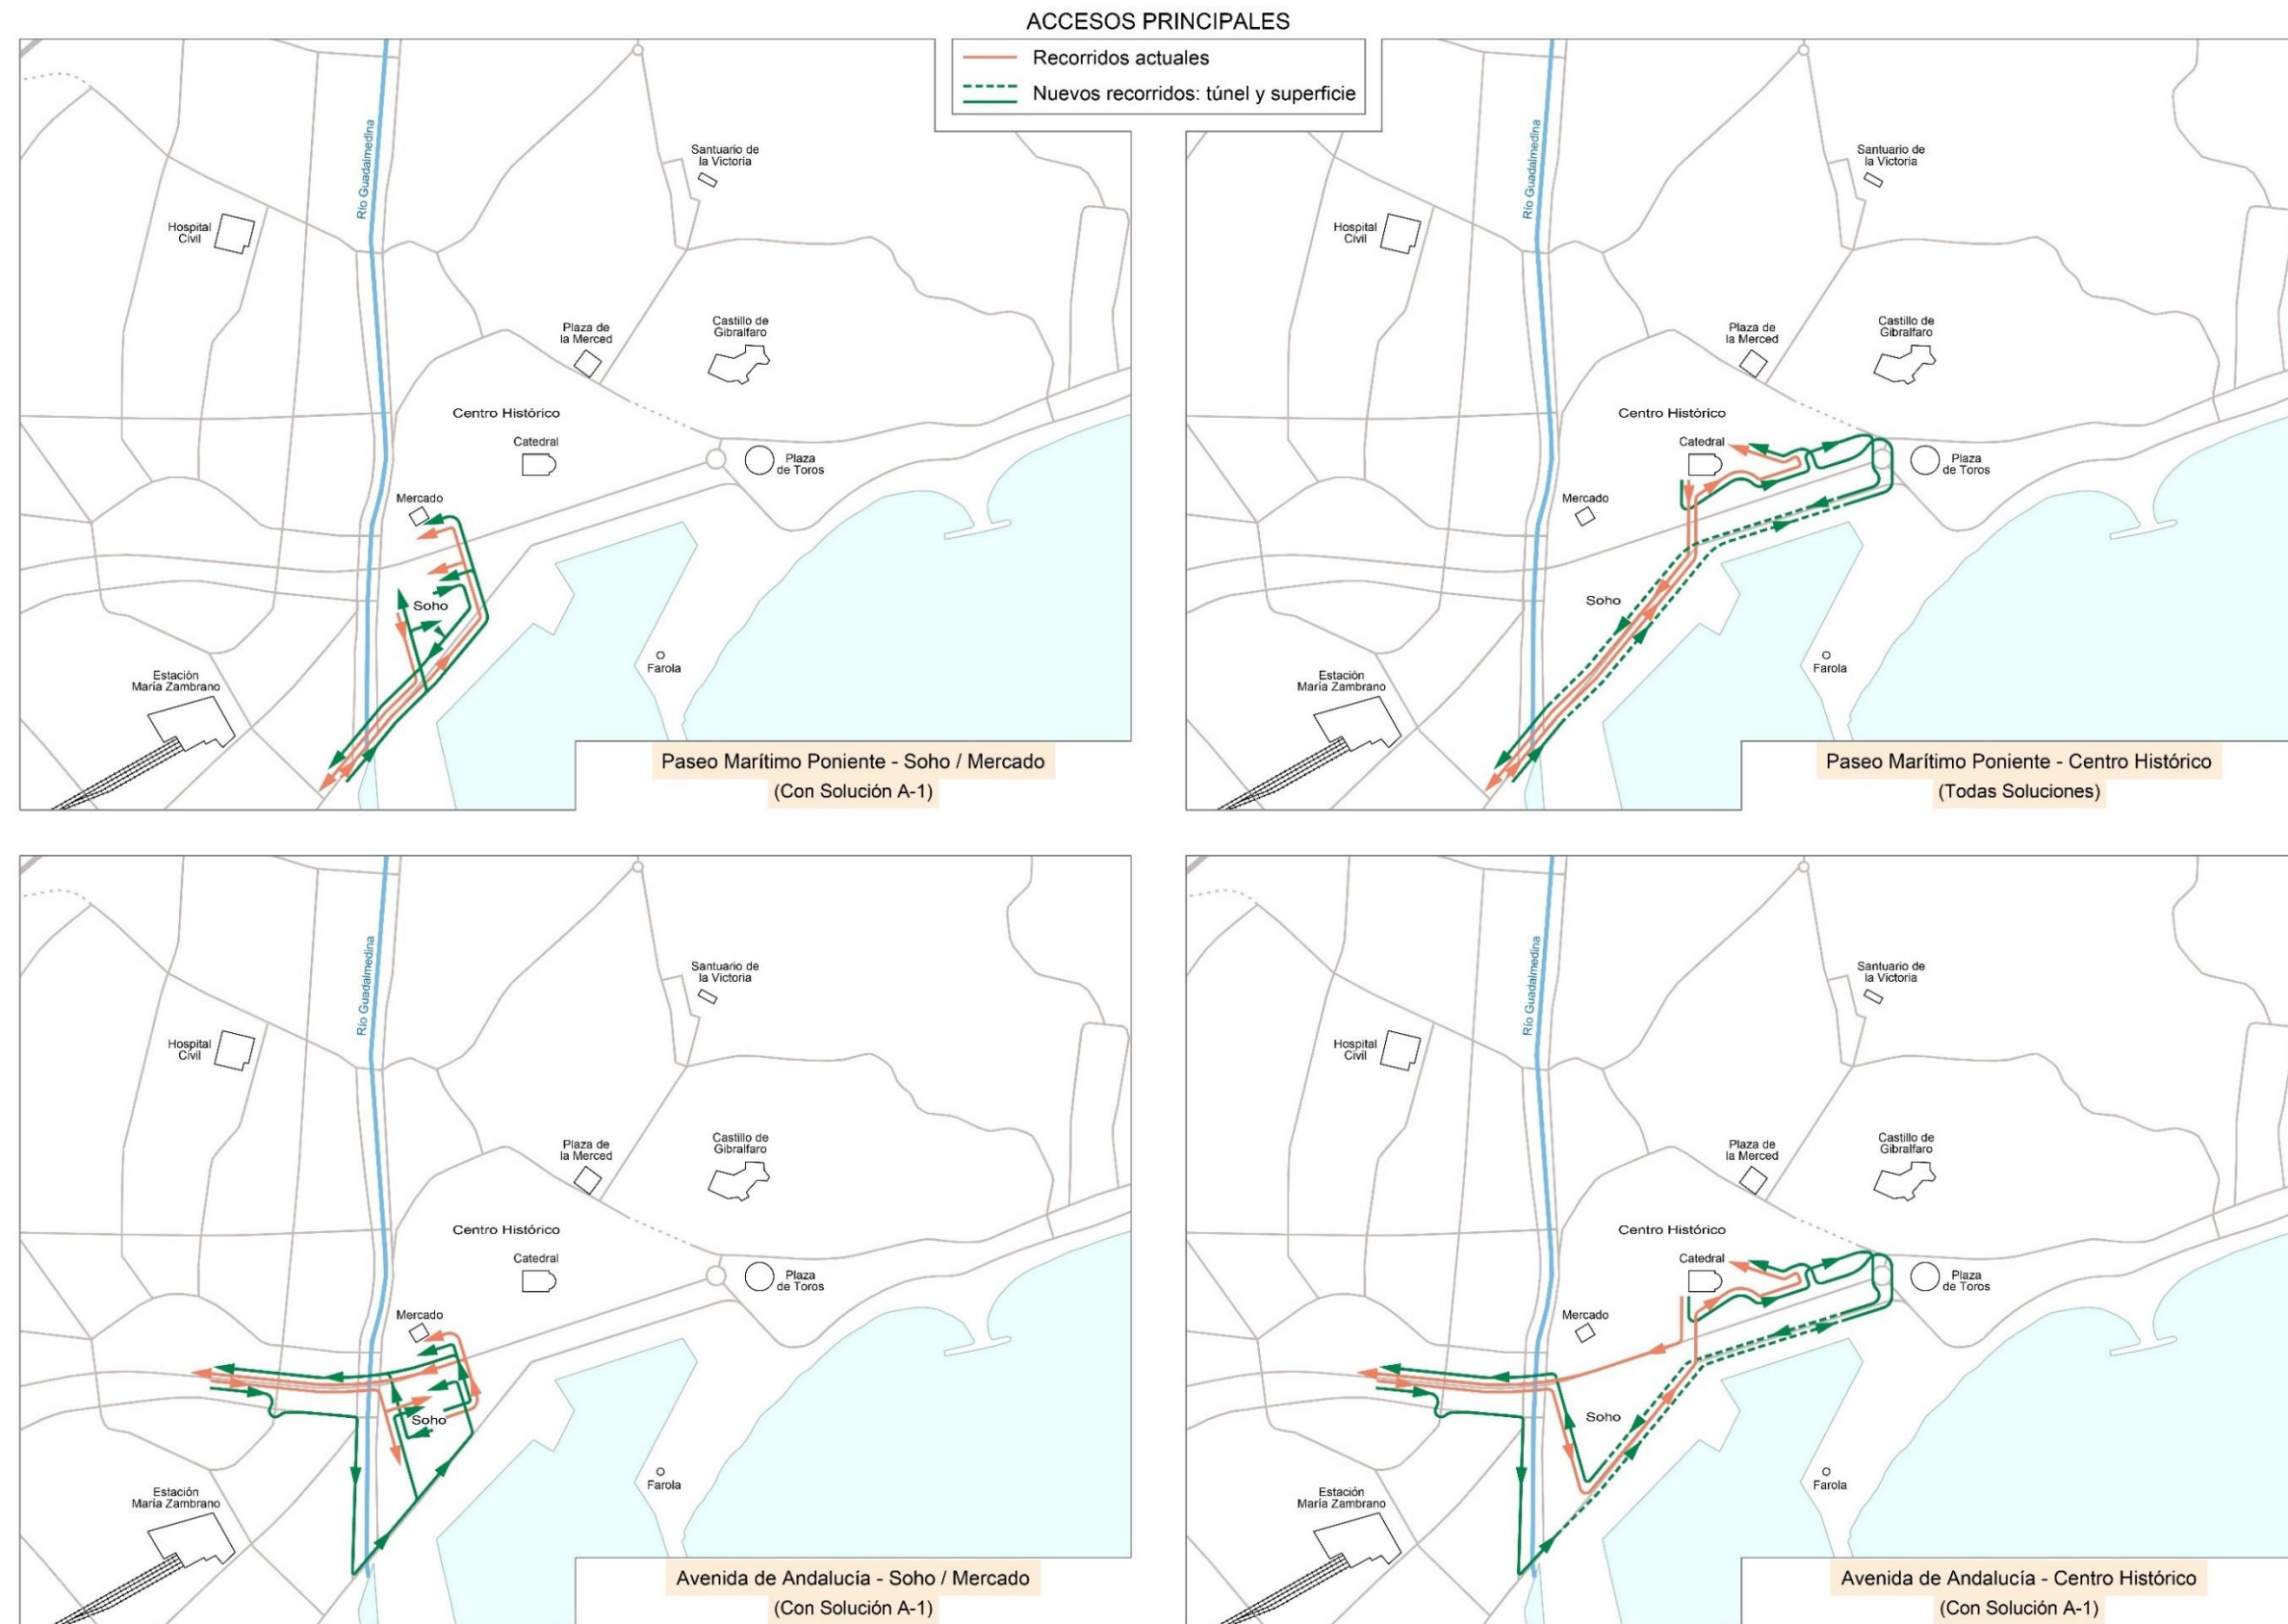 ACCESOS PRINCIPALES
Recorridos actuales
Nuevos recorridos: túnel y superficie
Río Guadalmedina
Santuario de
la Victoria
Hospital
Civil
Plaza de
la Merced
Castillo de
Gibralfaro
Centro Histórico
Catedral
Plaza
de Toros
Mercado
Soho
Farola
Estación
María Zambrano
Paseo Marítimo Poniente - Soho / Mercado
(Con Solución A-1)
Río Guadalmedina
Santuario de
la Victoria
Hospital
Civil
Plaza de
la Merced
Castillo de
Gibralfaro
Centro Histórico
Catedral
Plaza
de Toros
Mercado
Soho
Farola
Estación
María Zambrano
Paseo Marítimo Poniente - Centro Histórico
(Todas Soluciones)
Río Guadalmedina
Santuario de
la Victoria
Hospital
Civil
Plaza de
la Merced
Castillo de
Gibralfaro
Centro Histórico
Catedral
Plaza
de Toros
Mercado
Soho
Farola
Estación
María Zambrano
Avenida de Andalucía - Soho / Mercado
(Con Solución A-1)
Río Guadalmedina
Santuario de
la Victoria
Hospital
Civil
Plaza de
la Merced
Castillo de
Gibralfaro
Centro Histórico
Catedral
Plaza
de Toros
Mercado
Soho
Farola
Estación
María Zambrano
Avenida de Andalucía - Centro Histórico
(Con Solución A-1)